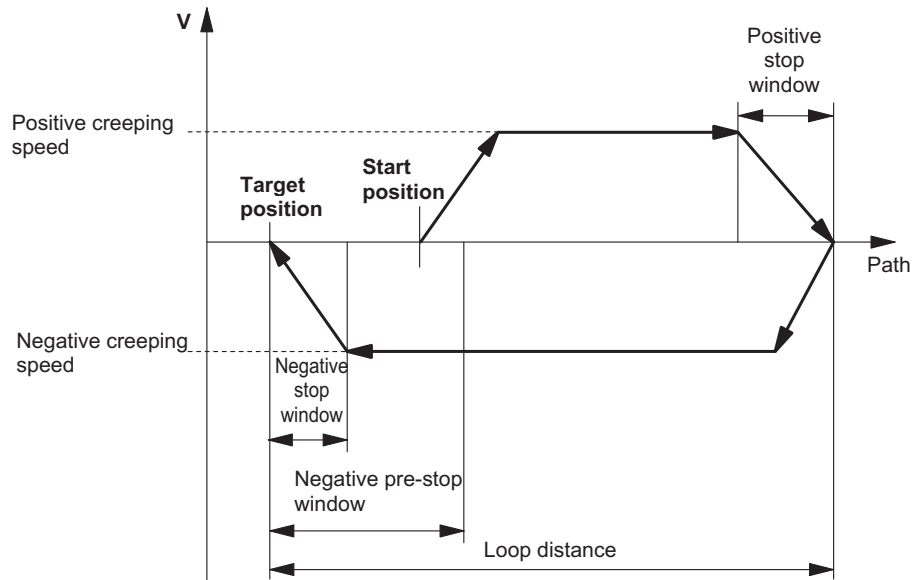 V
Positive
stop
window
Positive creeping
speed
Start
position
Target
position
Path
Negative creeping
speed
Negative
stop
window
Negative pre-stop
window
Loop distance